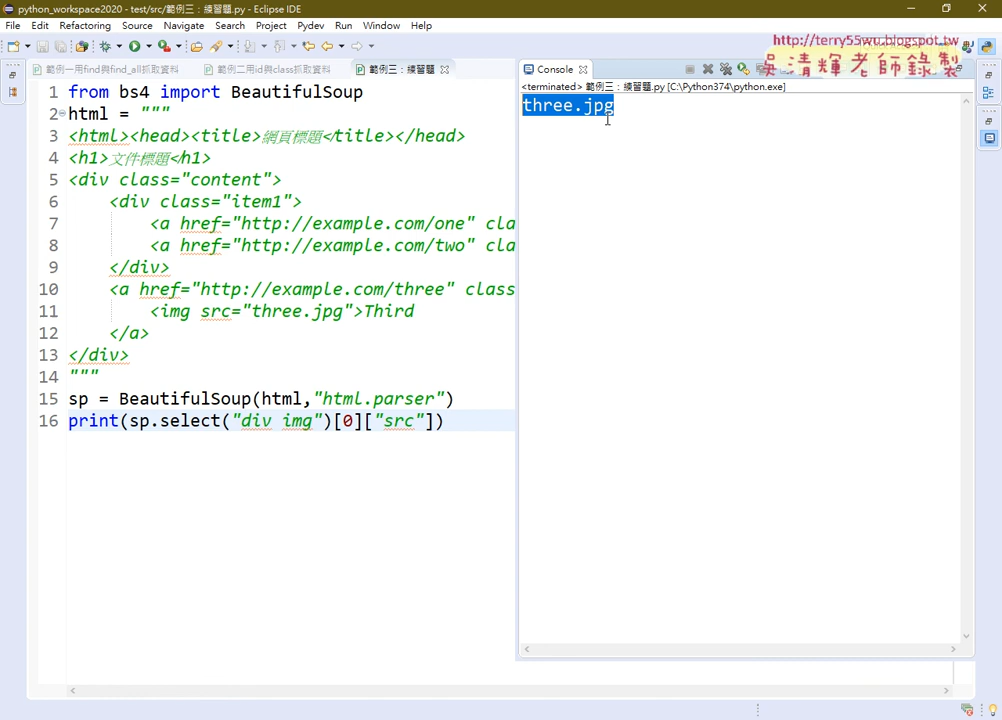 python_workspace2020 - test/src/範例三：練習題.py - Eclipse IDE
File Edit Refactoring Source Navigate Search Project Pydev Run Window Help
http://terry55wu.blogspot.tw
吳清輝老師錄製
範例一用find與find_all抓取資料 範例二用id與class抓取資料 範例三：練習題 Console
<terminated> 範例三：練習題.py [C:\Python374\python.exe]
three.jpg
1 from bs4 import BeautifulSoup
2 html = """
3 <html><head><title>網頁標題<title></head>
4 <h1>文件標題</h1>
5 <div class="content">
6 <div class="item1">
7 <a href="http://example.com/one" cla
8 <a href="http://example.com/two" cla
9 </div>
10 <a href="http://example.com/three" class
11 <img src="three.jpg">Third
12 </a>
13 </div>
14 """
15 sp = BeautifulSoup(html,"html.parser")
16 print(sp.select("div img")[0]["src"])